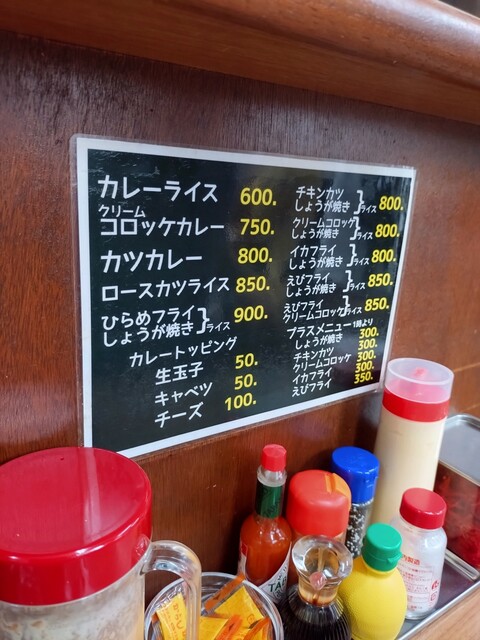 カレーライス 600.
クリーム
コロッケカレー 750.
カツカレー 800.
ロースカツライス 850.
ひらめフライ
しょうが焼き } ライス 900.
カレートッピング
生玉子 50.
キャベツ 50.
チーズ 100.
チキンカツ
しょうが焼き } ライス 800.
クリームコロッケ
しょうが焼き } ライス 800.
イカフライ
しょうが焼き } ライス 800.
えびフライ
しょうが焼き } ライス 850.
えびフライ
クリームコロッケ } ライス 850.
プラスメニュー 1時より
しょうが焼き 300.
チキンカツ 300.
クリームコロッケ 300.
イカフライ 300.
えびフライ 350.